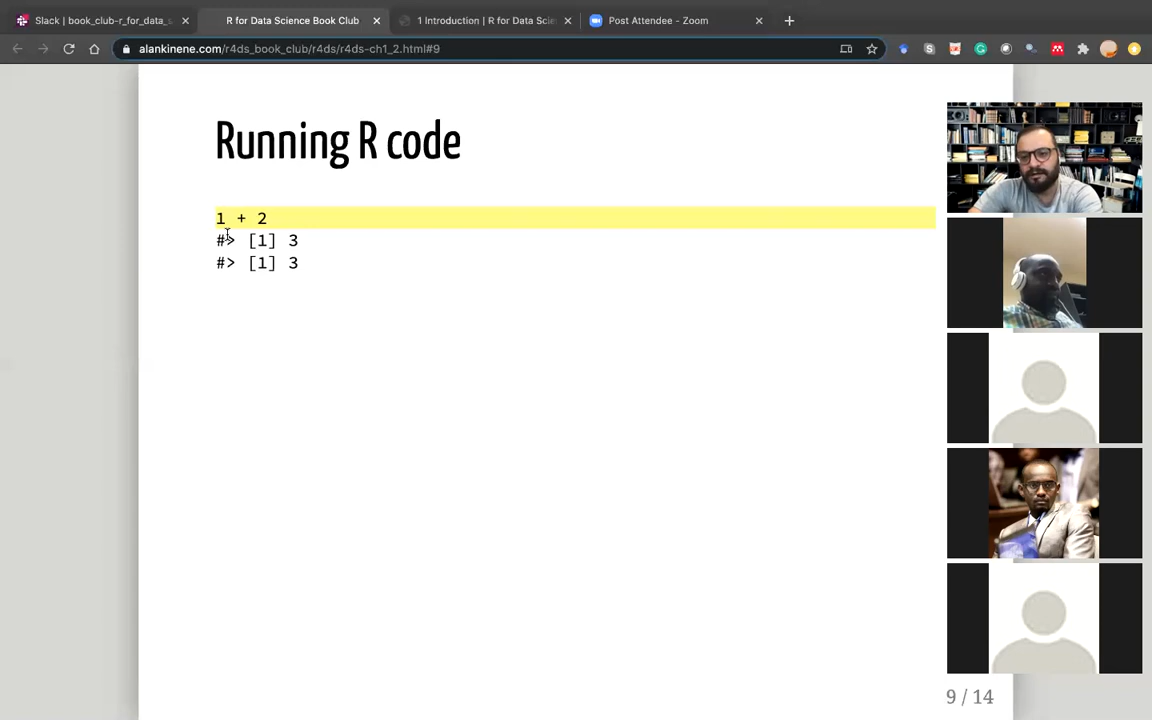 Slack | book_club-r_for_data_s
R for Data Science Book Club
1 Introduction | R for Data Scie
Post Attendee - Zoom
alankinene.com/r4ds_book_club/r4ds/r4ds-ch1_2.html#9
Running R code
1 + 2
#> [1] 3
#> [1] 3
9 / 14